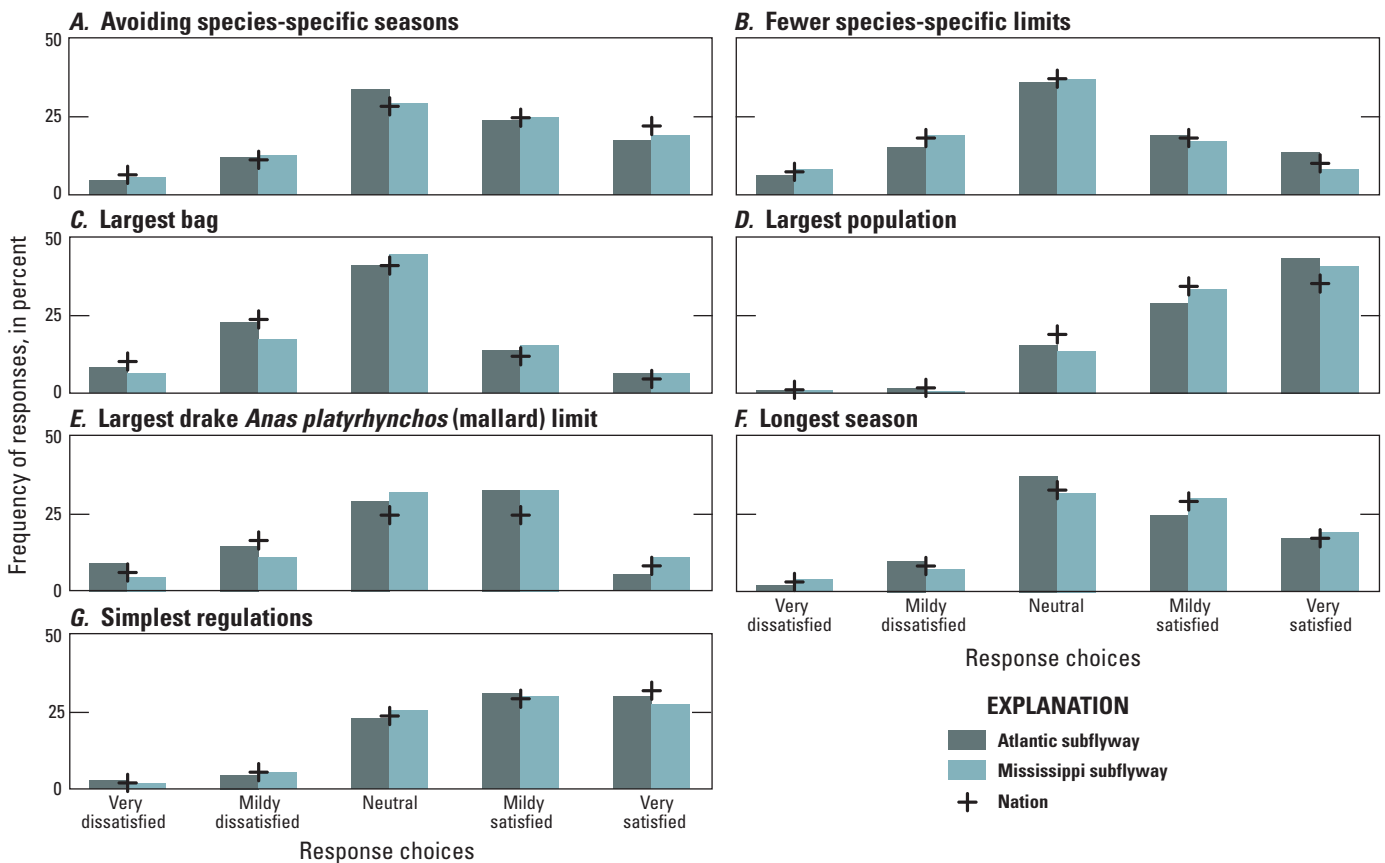 A. Avoiding species-specific seasons
50
25
0
B. Fewer species-specific limits
C. Largest bag
50
25
0
D. Largest population
E. Largest drake Anas platyrhynchos (mallard) limit
50
25
0
F. Longest season
Very
dissatisfied
Mildy
dissatisfied
Neutral
Mildy
satisfied
Very
satisfied
Response choices
G. Simplest regulations
50
25
0
Very
dissatisfied
Mildy
dissatisfied
Neutral
Mildy
satisfied
Very
satisfied
Response choices
Frequency of responses, in percent
EXPLANATION
Atlantic subflyway
Mississippi subflyway
Nation